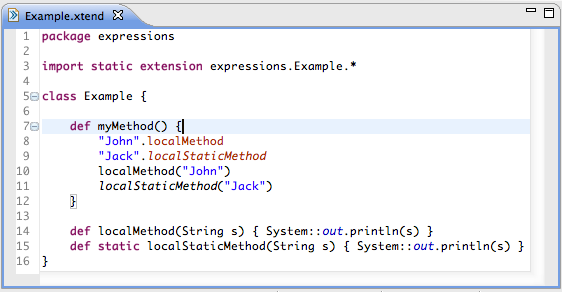 Example.xtend
1 package expressions
2
3 import static extension expressions.Example.*
4
5 class Example {
6
7     def myMethod() {
8         "John".localMethod
9         "Jack".localStaticMethod
10         localMethod("John")
11         localStaticMethod("Jack")
12     }
13
14     def localMethod(String s) { System::out.println(s) }
15     def static localStaticMethod(String s) { System::out.println(s) }
16 }